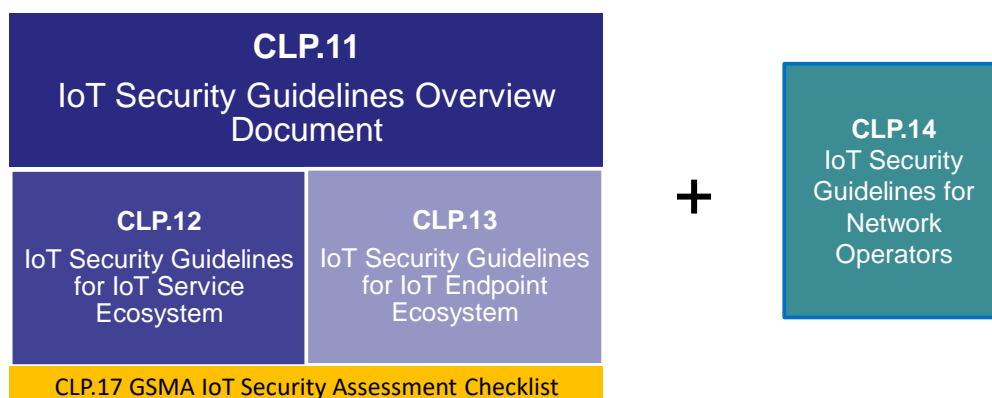 CLP.11
IoT Security Guidelines Overview
Document
CLP.12
IoT Security Guidelines
for IoT Service
Ecosystem
CLP.13
IoT Security Guidelines
for IoT Endpoint
Ecosystem
CLP.17 GSMA IoT Security Assessment Checklist
+
CLP.14
IoT Security
Guidelines for
Network
Operators